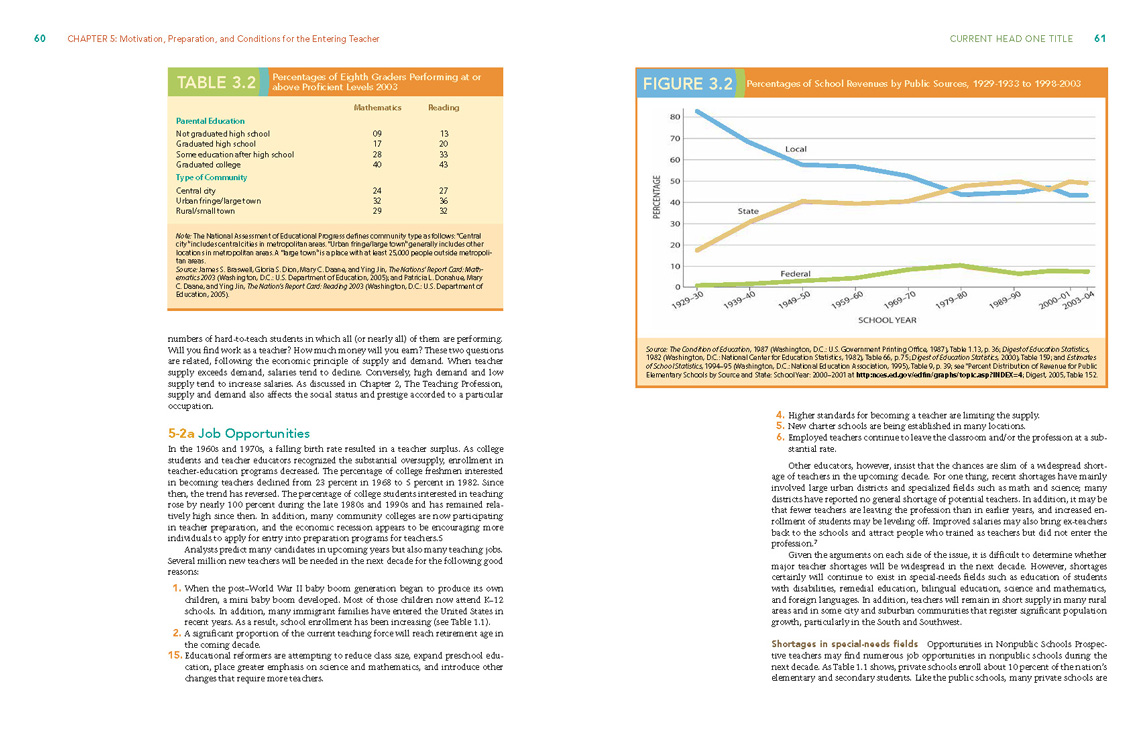 60 CHAPTER 5: Motivation, Preparation, and Conditions for the Entering Teacher
TABLE 3.2 Percentages of Eighth Graders Performing at or
above Proficient Levels 2003
Mathematics Reading
Parental Education
Not graduated high school 09 13
Graduated high school 17 20
Some education after high school 28 33
Graduated college 40 43
Type of Community
Central city 24 27
Urban fringe/large town 32 36
Rural/small town 29 32
Note: The National Assessment of Educational Progress defines community type as follows: "Central
city" includes central cities in metropolitan areas. "Urban fringe/large town" generally includes other
locations in metropolitan areas. A "large town" is a place with at least 25,000 people outside metropoli-
tan areas.
Source: James S. Braswell, Gloria S. Dion, Mary C. Daane, and Ying Jin, The Nations' Report Card: Math-
ematics 2003 (Washington, D.C.: U.S. Department of Education, 2005); and Patricia L. Donahue, Mary
C. Daane, and Ying Jin, The Nation's Report Card: Reading 2003 (Washington, D.C.: U.S. Department of
Education, 2005).
numbers of hard-to-teach students in which all (or nearly all) of them are performing.
Will you find work as a teacher? How much money will you earn? These two questions
are related, following the economic principle of supply and demand. When teacher
supply exceeds demand, salaries tend to decline. Conversely, high demand and low
supply tend to increase salaries. As discussed in Chapter 2, The Teaching Profession,
supply and demand also affects the social status and prestige accorded to a particular
occupation.
5-2a Job Opportunities
In the 1960s and 1970s, a falling birth rate resulted in a teacher surplus. As college
students and teacher educators recognized the substantial oversupply, enrollment in
teacher-education programs decreased. The percentage of college freshmen interested
in becoming teachers declined from 23 percent in 1968 to 5 percent in 1982. Since
then, the trend has reversed. The percentage of college students interested in teaching
rose by nearly 100 percent during the late 1980s and 1990s and has remained rela-
tively high since then. In addition, many community colleges are now participating
in teacher preparation, and the economic recession appears to be encouraging more
individuals to apply for entry into preparation programs for teachers.5
Analysts predict many candidates in upcoming years but also many teaching jobs.
Several million new teachers will be needed in the next decade for the following good
reasons:
1. When the post–World War II baby boom generation began to produce its own
children, a mini baby boom developed. Most of those children now attend K–12
schools. In addition, many immigrant families have entered the United States in
recent years. As a result, school enrollment has been increasing (see Table 1.1).
2. A significant proportion of the current teaching force will reach retirement age in
the coming decade.
15. Educational reformers are attempting to reduce class size, expand preschool edu-
cation, place greater emphasis on science and mathematics, and introduce other
changes that require more teachers.
CURRENT HEAD ONE TITLE 61
FIGURE 3.2 Percentages of School Revenues by Public Sources, 1929-1933 to 1998-2003
80
70
60
50
40
30
20
10
0
PERCENTAGE
Local
State
Federal
1929–30 1939–40 1949–50 1959–60 1969–70 1979–80 1989–90 2000–01 2003–04
SCHOOL YEAR
Source: The Condition of Education, 1987 (Washington, D.C.: U.S. Government Printing Office, 1987), Table 1.13, p. 36; Digest of Education Statistics,
1982 (Washington, D.C.: National Center for Education Statistics, 1982), Table 66, p. 75; Digest of Education Statistics, 2000), Table 159; and Estimates
of School Statistics, 1994–95 (Washington, D.C.: National Education Association, 1995), Table 9, p. 39; see "Percent Distribution of Revenue for Public
Elementary Schools by Source and State: School Year: 2000–2001 at http:nces.ed.gov/edfin/graphs/topic.asp?INDEX=4; Digest, 2005, Table 152.
4. Higher standards for becoming a teacher are limiting the supply.
5. New charter schools are being established in many locations.
6. Employed teachers continue to leave the classroom and/or the profession at a sub-
stantial rate.
Other educators, however, insist that the chances are slim of a widespread short-
age of teachers in the upcoming decade. For one thing, recent shortages have mainly
involved large urban districts and specialized fields such as math and science; many
districts have reported no general shortage of potential teachers. In addition, it may be
that fewer teachers are leaving the profession than in earlier years, and increased en-
rollment of students may be leveling off. Improved salaries may also bring ex-teachers
back to the schools and attract people who trained as teachers but did not enter the
profession.7
Given the arguments on each side of the issue, it is difficult to determine whether
major teacher shortages will be widespread in the next decade. However, shortages
certainly will continue to exist in special-needs fields such as education of students
with disabilities, remedial education, bilingual education, science and mathematics,
and foreign languages. In addition, teachers will remain in short supply in many rural
areas and in some city and suburban communities that register significant population
growth, particularly in the South and Southwest.
Shortages in special-needs fields Opportunities in Nonpublic Schools Prospec-
tive teachers may find numerous job opportunities in nonpublic schools during the
next decade. As Table 1.1 shows, private schools enroll about 10 percent of the nation's
elementary and secondary students. Like the public schools, many private schools are